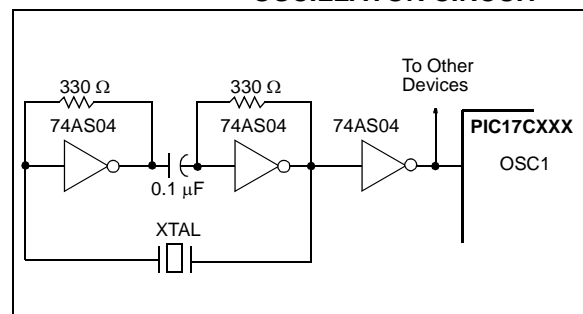 OSCILLATOR CIRCUIT
330 Ω
330 Ω
To Other
Devices
74AS04
74AS04
74AS04
PIC17CXXX
OSC1
0.1 µF
XTAL